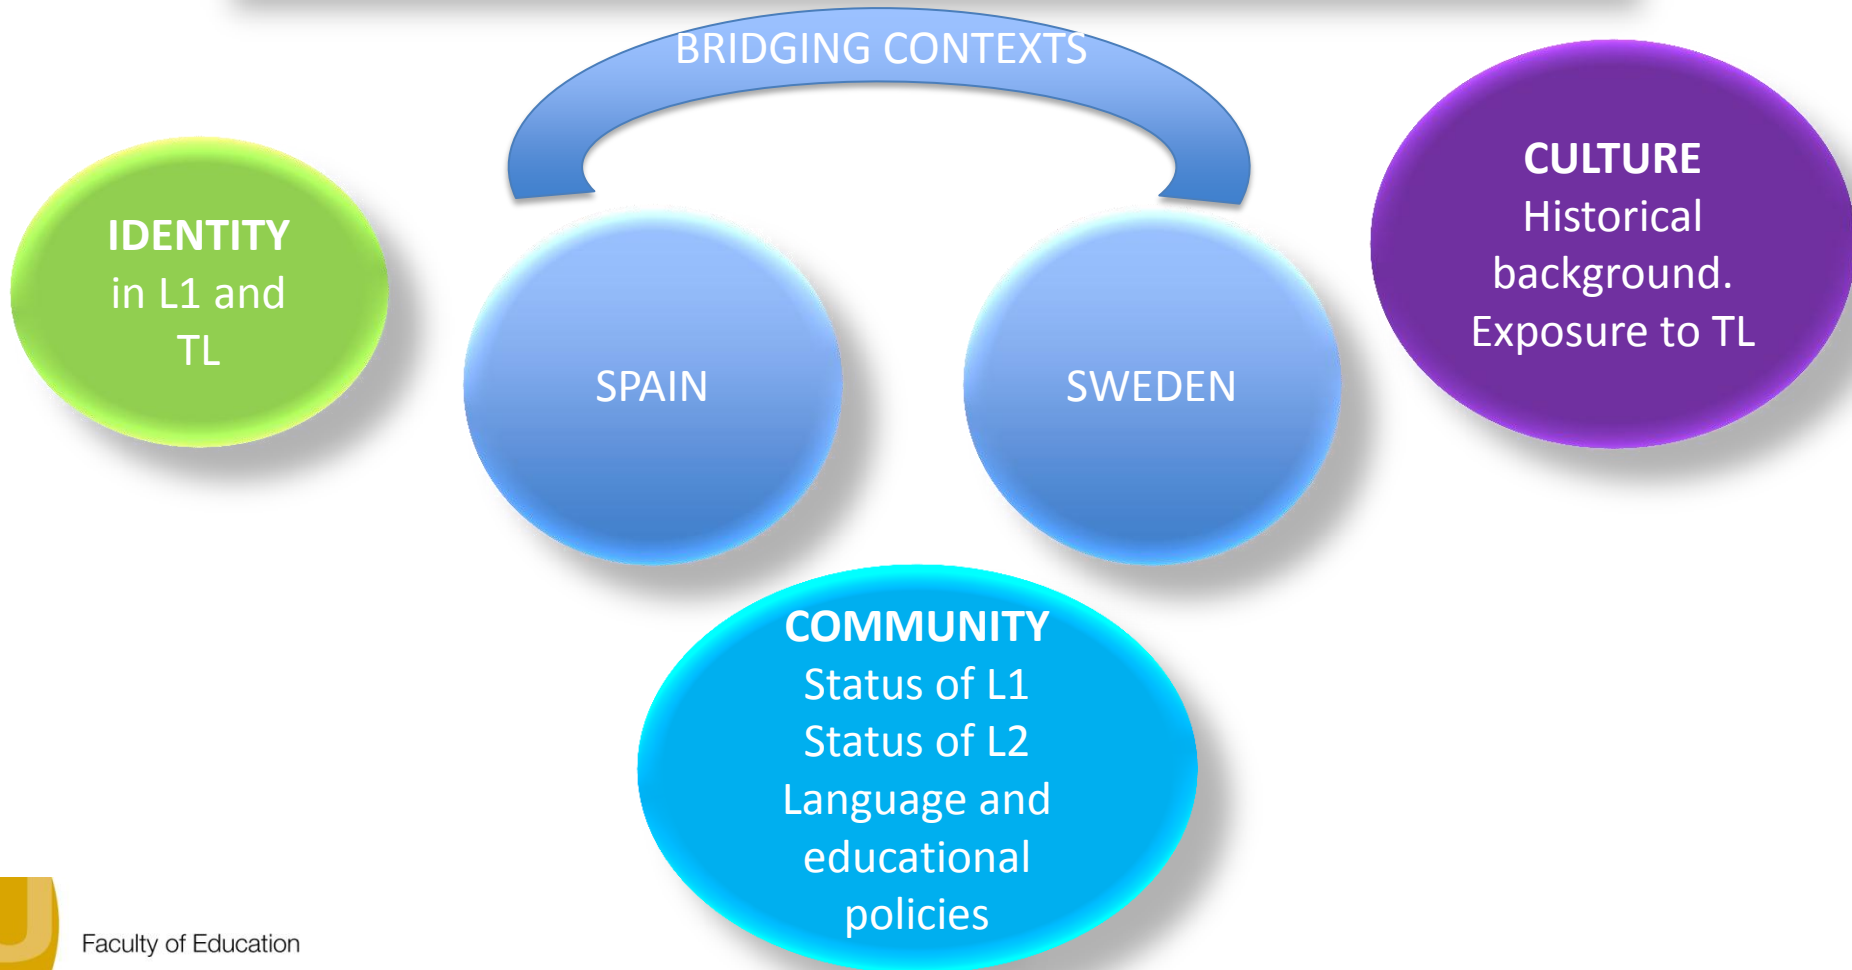 BRIDGING CONTEXTS
IDENTITY
in L1 and
TL
SPAIN
SWEDEN
CULTURE
Historical
background.
Exposure to TL
COMMUNITY
Status of L1
Status of L2
Language and
educational
policies
Faculty of Education